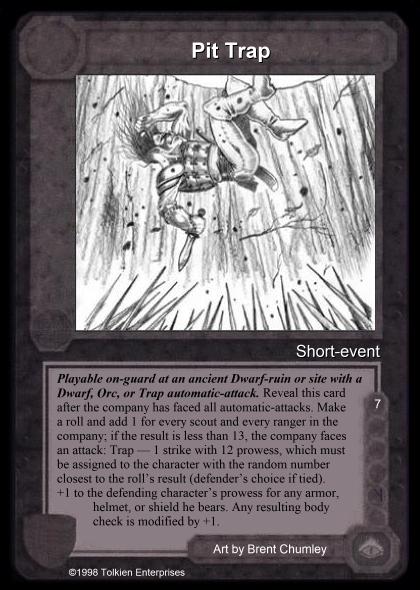 Pit Trap
Short-event
Playable on-guard at an ancient Dwarf-ruin or site with a
Dwarf, Orc, or Trap automatic-attack. Reveal this card
after the company has faced all automatic-attacks. Make
a roll and add 1 for every scout and every ranger in the
company; if the result is less than 13, the company faces
an attack: Trap — 1 strike with 12 prowess, which must
be assigned to the character with the random number
closest to the roll's result (defender's choice if tied).
+1 to the defending character's prowess for any armor,
helmet, or shield he bears. Any resulting body
check is modified by +1.
7
Art by Brent Chumley
©1998 Tolkien Enterprises